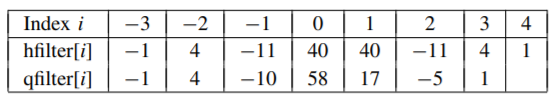 Index i −3 −2 −1 0 1 2 3 4
hfilter[i] −1 4 −11 40 40 −11 4 1
qfilter[i] −1 4 −10 58 17 −5 1